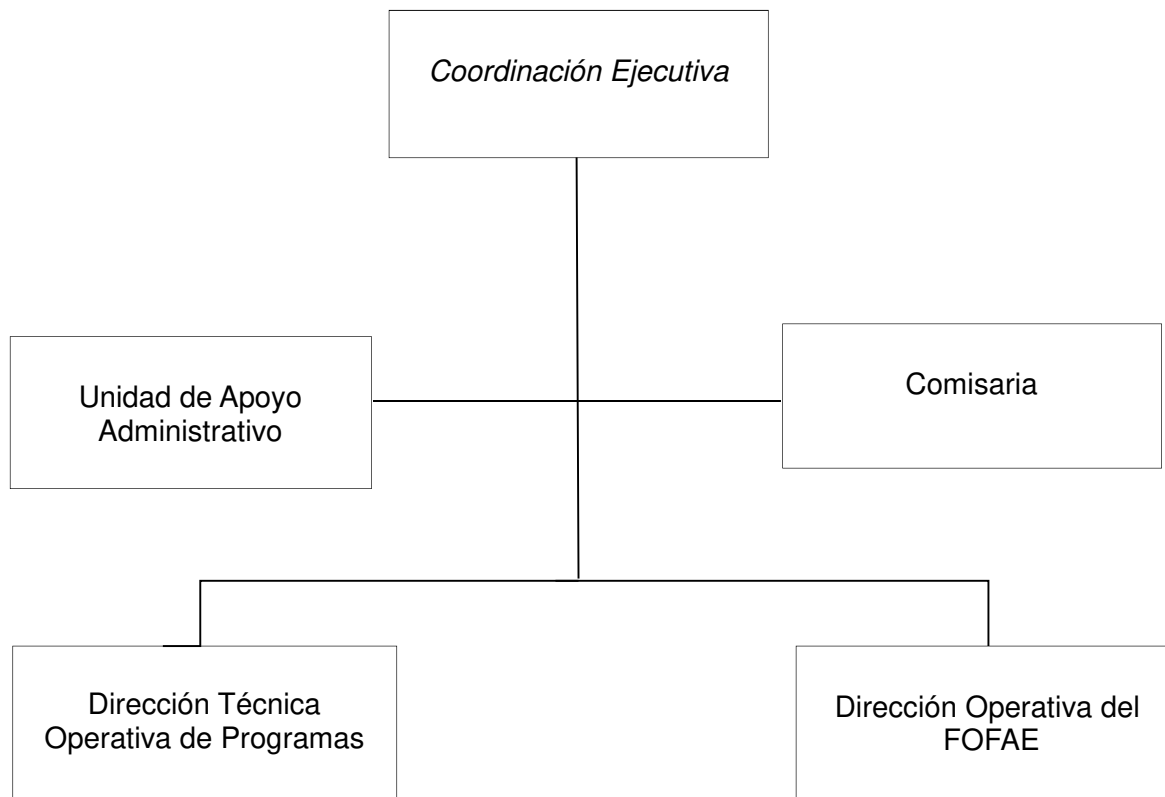 Coordinación Ejecutiva
Unidad de Apoyo
Administrativo
Comisaria
Dirección Técnica
Operativa de Programas
Dirección Operativa del
FOFAE